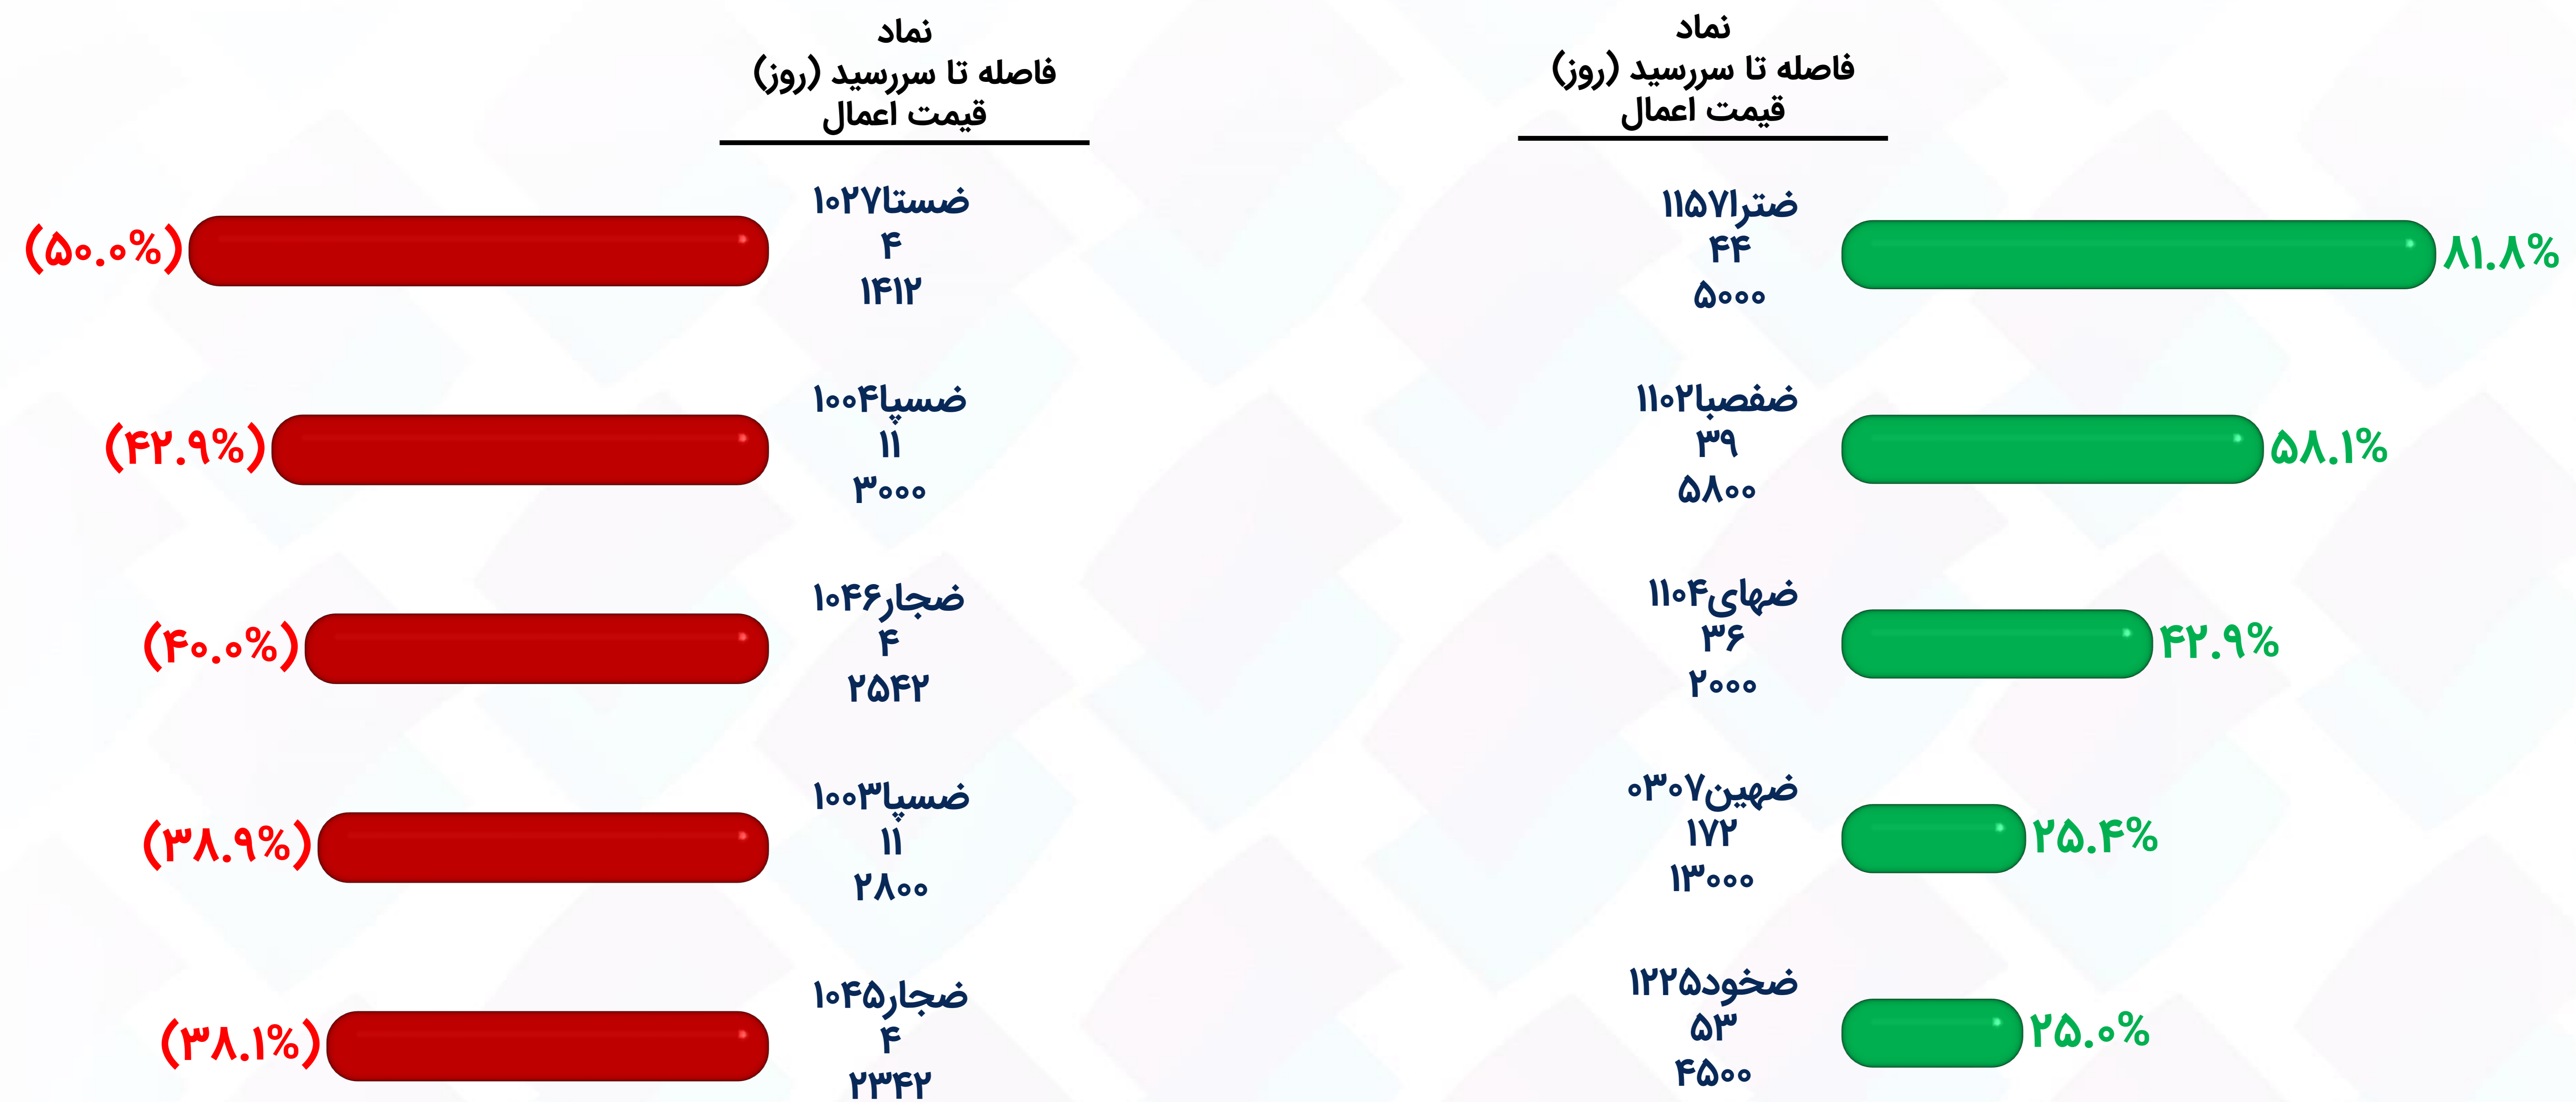 نماد
فاصله تا سررسید (روز)
قیمت اعمال
ضترا۱۱۵۷
۴۴
۵۰۰۰
۸۱.۸%
ضفصبا۱۱۰۲
۳۹
۵۸۰۰
۵۸.۱%
ضهای۱۱۰۴
۳۶
۲۰۰۰
۴۲.۹%
ضهین۰۳۰۷
۱۷۲
۱۳۰۰۰
۲۵.۴%
ضخود۱۲۲۵
۵۳
۴۵۰۰
۲۵.۰%
نماد
فاصله تا سررسید (روز)
قیمت اعمال
ضستا۱۰۲۷
۴
۱۴۱۲
(۵۰.۰%)
ضسپا۱۰۰۴
۱۱
۳۰۰۰
(۴۲.۹%)
ضجار۱۰۴۶
۴
۲۵۴۲
(۴۰.۰%)
ضسپا۱۰۰۳
۱۱
۲۸۰۰
(۳۸.۹%)
ضجار۱۰۴۵
۴
۲۳۴۲
(۳۸.۱%)